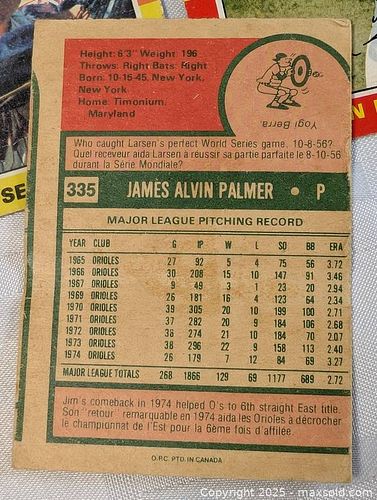 Height: 6'3" Weight: 196
Throws: Right Bats: Right
Born: 10-15-45, New York,
New York
Home: Timonium,
Maryland
Yogi Berra
Who caught Larsen's perfect World Series game, 10-8-56?
Quel receveur aida Larsen à réussir sa partie parfaite le 8-10-56
durant la Série Mondiale?
335 JAMES ALVIN PALMER • P
MAJOR LEAGUE PITCHING RECORD
YEAR CLUB G IP W L SO BB ERA
1965 ORIOLES 27 92 5 4 75 56 3.72
1966 ORIOLES 30 208 15 10 147 91 3.46
1967 ORIOLES 9 49 3 1 23 20 2.94
1969 ORIOLES 26 181 16 4 123 64 2.34
1970 ORIOLES 39 305 20 10 199 100 2.71
1971 ORIOLES 37 282 20 9 184 106 2.68
1972 ORIOLES 36 274 21 10 184 70 2.07
1973 ORIOLES 38 296 22 9 158 113 2.40
1974 ORIOLES 26 179 7 12 84 69 3.27
MAJOR LEAGUE TOTALS 268 1866 129 69 1177 689 2.72
Jim's comeback in 1974 helped O's to 6th straight East title.
Son "retour" remarquable en 1974 aida les Orioles à décrocher
le championnat de l'Est pour la 6ème fois d'affilée.
O.P.C. PTD. IN CANADA
SE
N
Copyright 2025 - maxsold.com